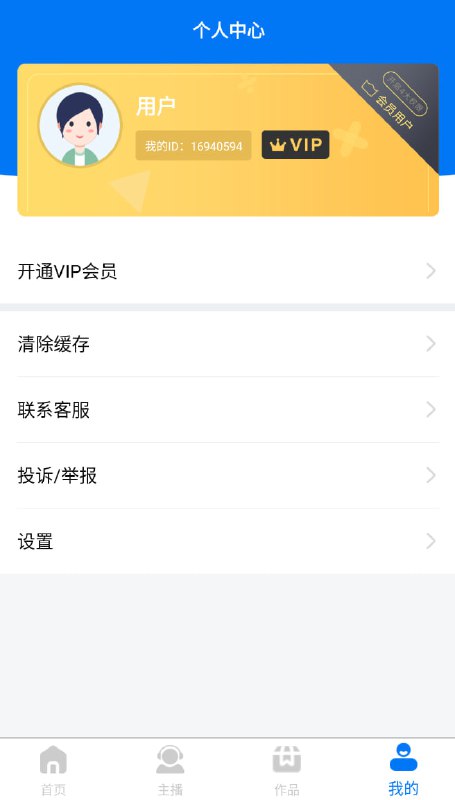 个人中心
用户
我的ID：16940594
VIP
会员用户
开通VIP会员
清除缓存
联系客服
投诉/举报
设置
首页
主播
作品
我的